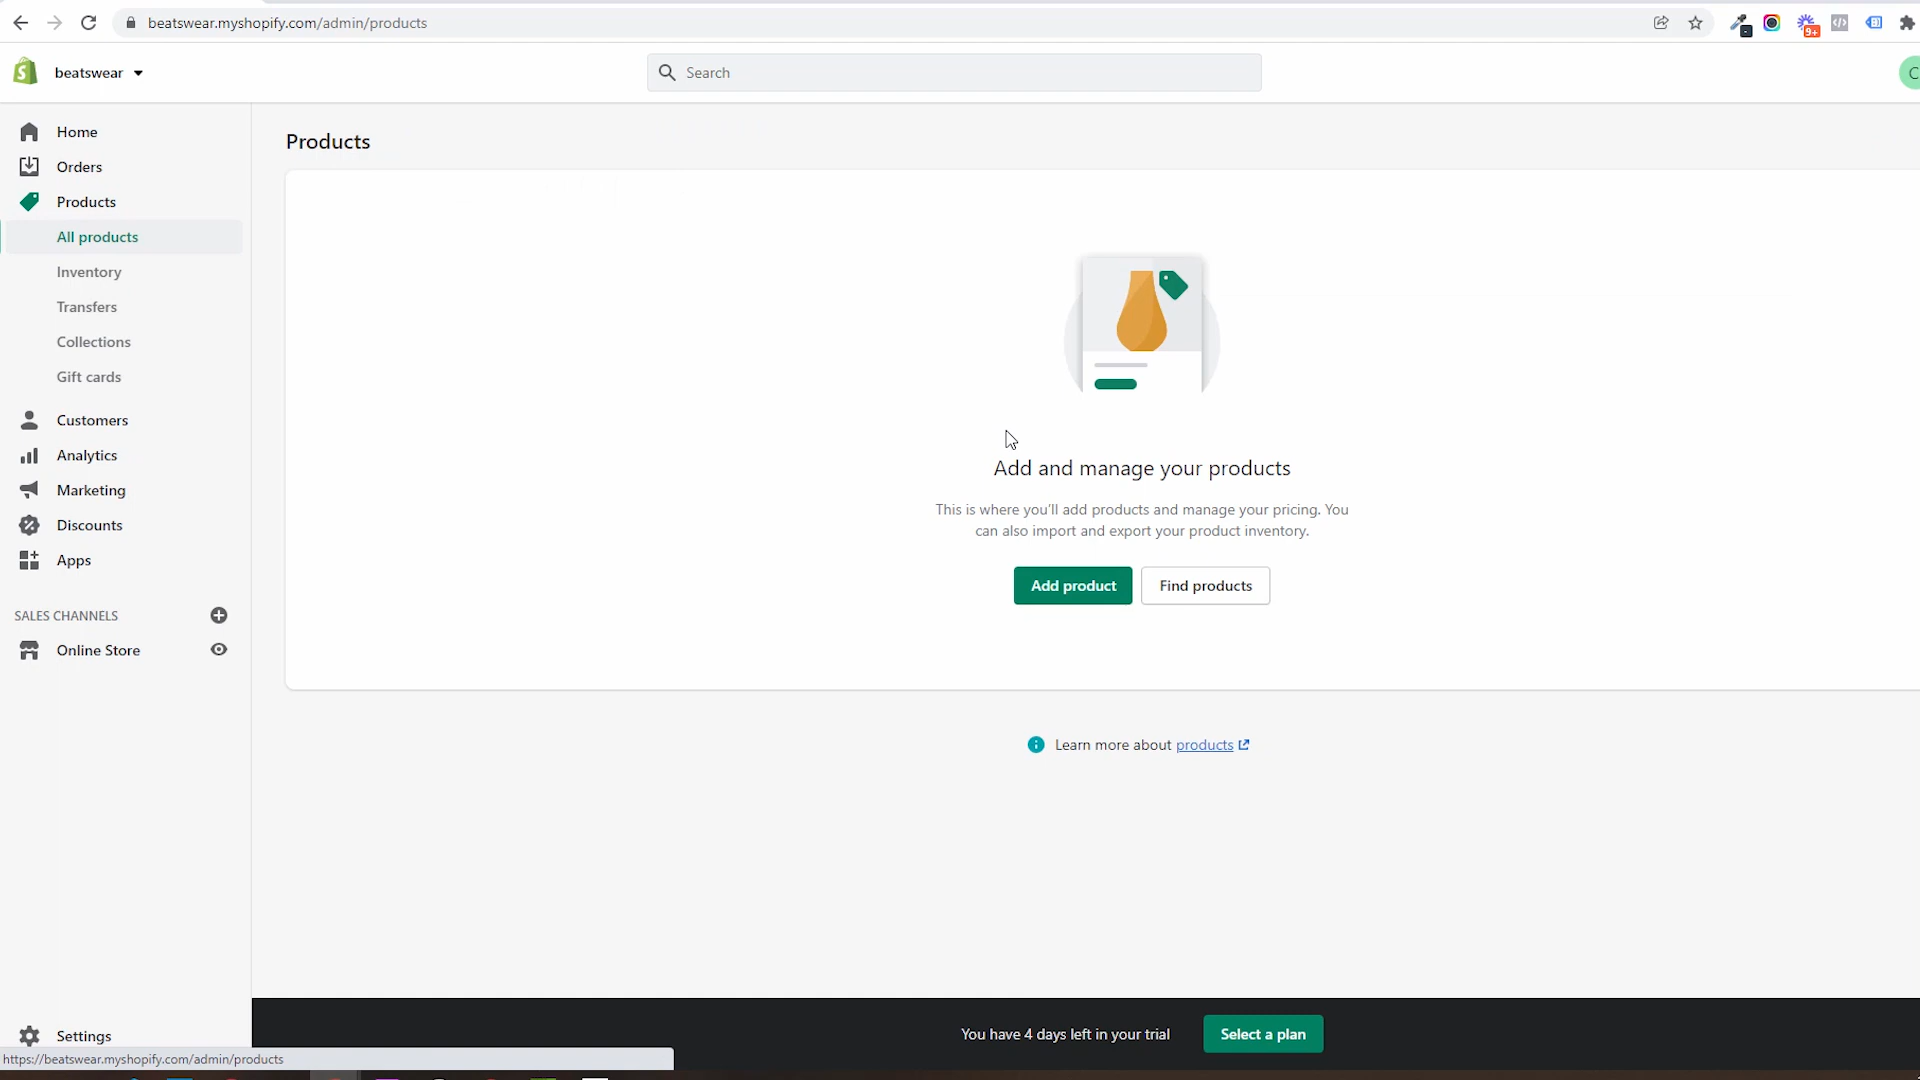 beatswear.myshopify.com/admin/products
9+
beatswear
Search
C
Home
Orders
Products
All products
Inventory
Transfers
Collections
Gift cards
Customers
Analytics
Marketing
Discounts
Apps
SALES CHANNELS
Online Store
Settings
Products
Add and manage your products
This is where you'll add products and manage your pricing. You
can also import and export your product inventory.
Add product
Find products
Learn more about products
You have 4 days left in your trial
Select a plan
https://beatswear.myshopify.com/admin/products